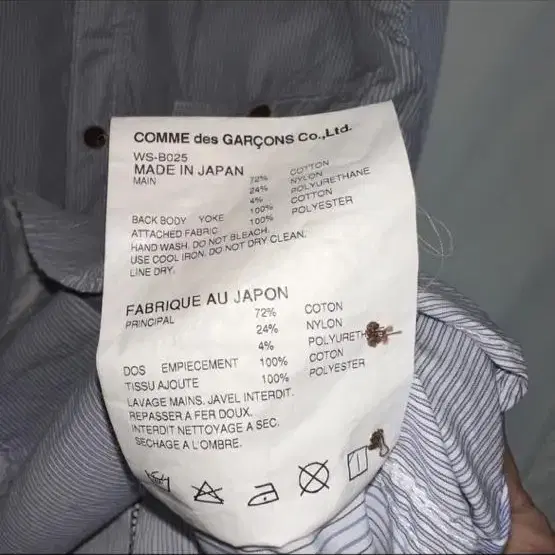 COMME des GARÇONS Co.,Ltd.
WS-B025
MADE IN JAPAN
MAIN 72% COTTON
24% NYLON
4% POLYURETHANE
BACK BODY YOKE 100% COTTON
ATTACHED FABRIC 100% POLYESTER
HAND WASH. DO NOT BLEACH.
USE COOL IRON. DO NOT DRY CLEAN.
LINE DRY.
FABRIQUE AU JAPON
PRINCIPAL 72% COTON
24% NYLON
4% POLYURETH
DOS EMPIECEMENT 100% COTON
TISSU AJOUTE 100% POLYESTER
LAVAGE MAINS. JAVEL INTERDIT.
REPASSER A FER DOUX.
INTERDIT NETTOYAGE A SEC.
SECHAGE A L'OMBRE.